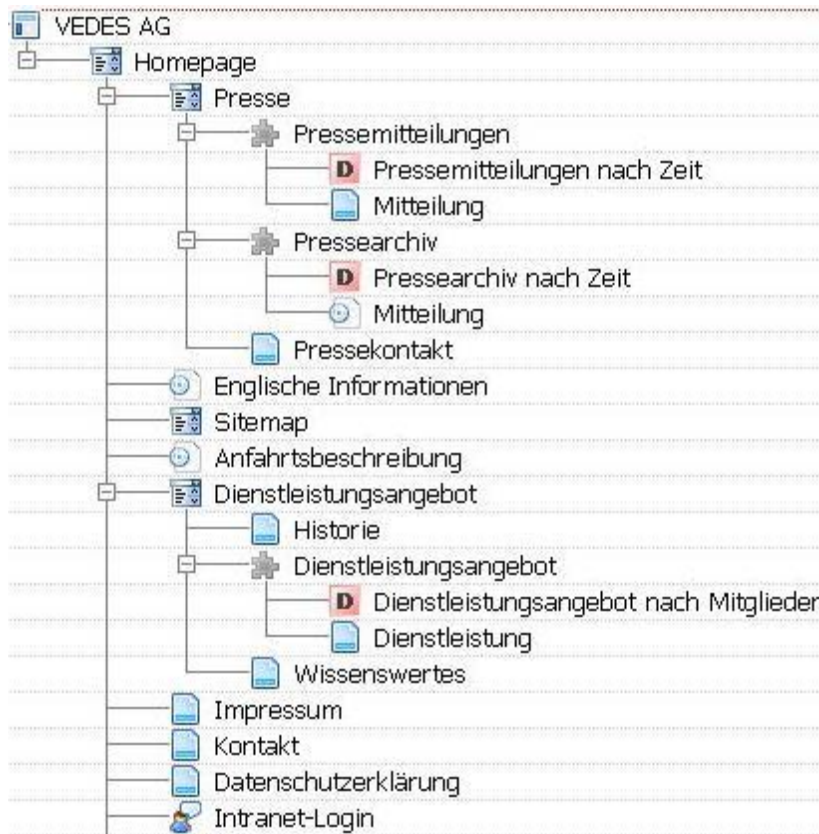 VEDES AG
Homepage
Presse
Pressemitteilungen
D Pressemitteilungen nach Zeit
Mitteilung
Pressearchiv
D Pressearchiv nach Zeit
Mitteilung
Pressekontakt
Englische Informationen
Sitemap
Anfahrtsbeschreibung
Dienstleistungsangebot
Historie
Dienstleistungsangebot
D Dienstleistungsangebot nach Mitglieder
Dienstleistung
Wissenswertes
Impressum
Kontakt
Datenschutzerklärung
Intranet-Login